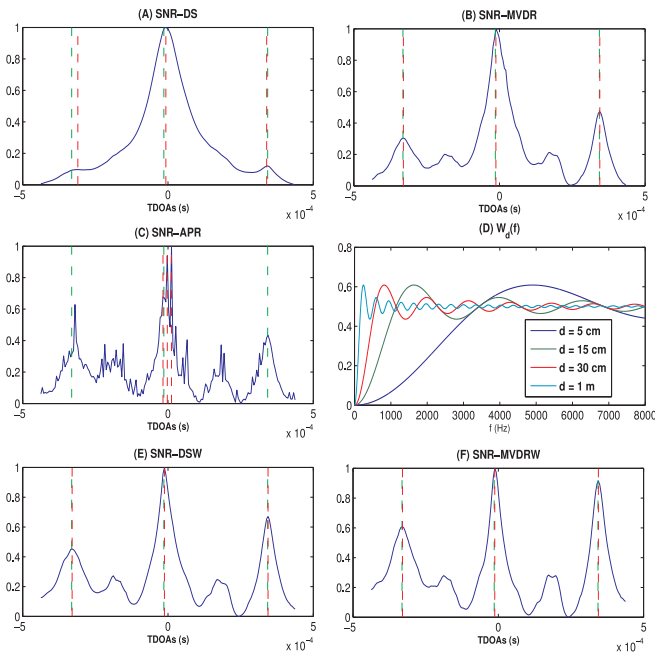 (A) SNR−DS
1
0.8
0.6
0.4
0.2
0
−5
0
5
TDOAs (s)
x 10⁻⁴
(B) SNR−MVDR
1
0.8
0.6
0.4
0.2
0
−5
0
5
TDOAs (s)
x 10⁻⁴
(C) SNR−APR
1
0.8
0.6
0.4
0.2
0
−5
0
5
TDOAs (s)
x 10⁻⁴
(D) W_d(f)
0.8
0.6
0.4
0.2
0
0
1000
2000
3000
4000
5000
6000
7000
8000
f (Hz)
d = 5 cm
d = 15 cm
d = 30 cm
d = 1 m
(E) SNR−DSW
1
0.8
0.6
0.4
0.2
0
−5
0
5
TDOAs (s)
x 10⁻⁴
(F) SNR−MVDRW
1
0.8
0.6
0.4
0.2
0
−5
0
5
TDOAs (s)
x 10⁻⁴